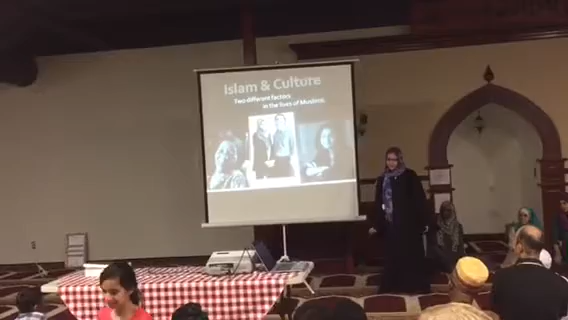 Islam & Culture
Two different factors
in the lives of Muslims.